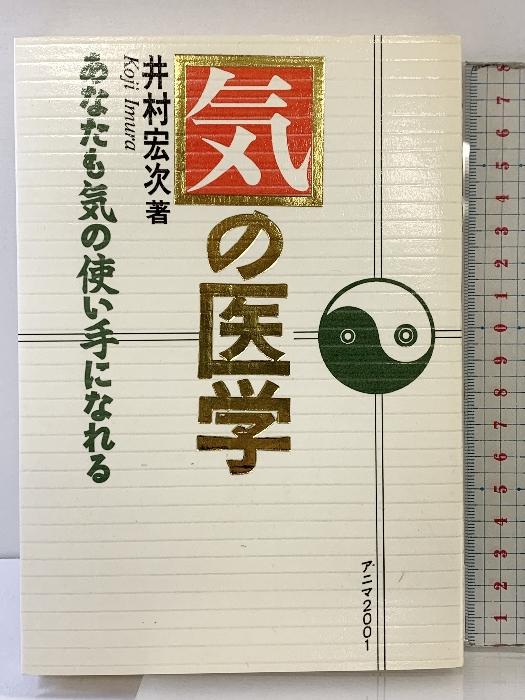 気の医学
井村宏次 著
Koji Imura
あなたも気の使い手になれる
アニマ2001